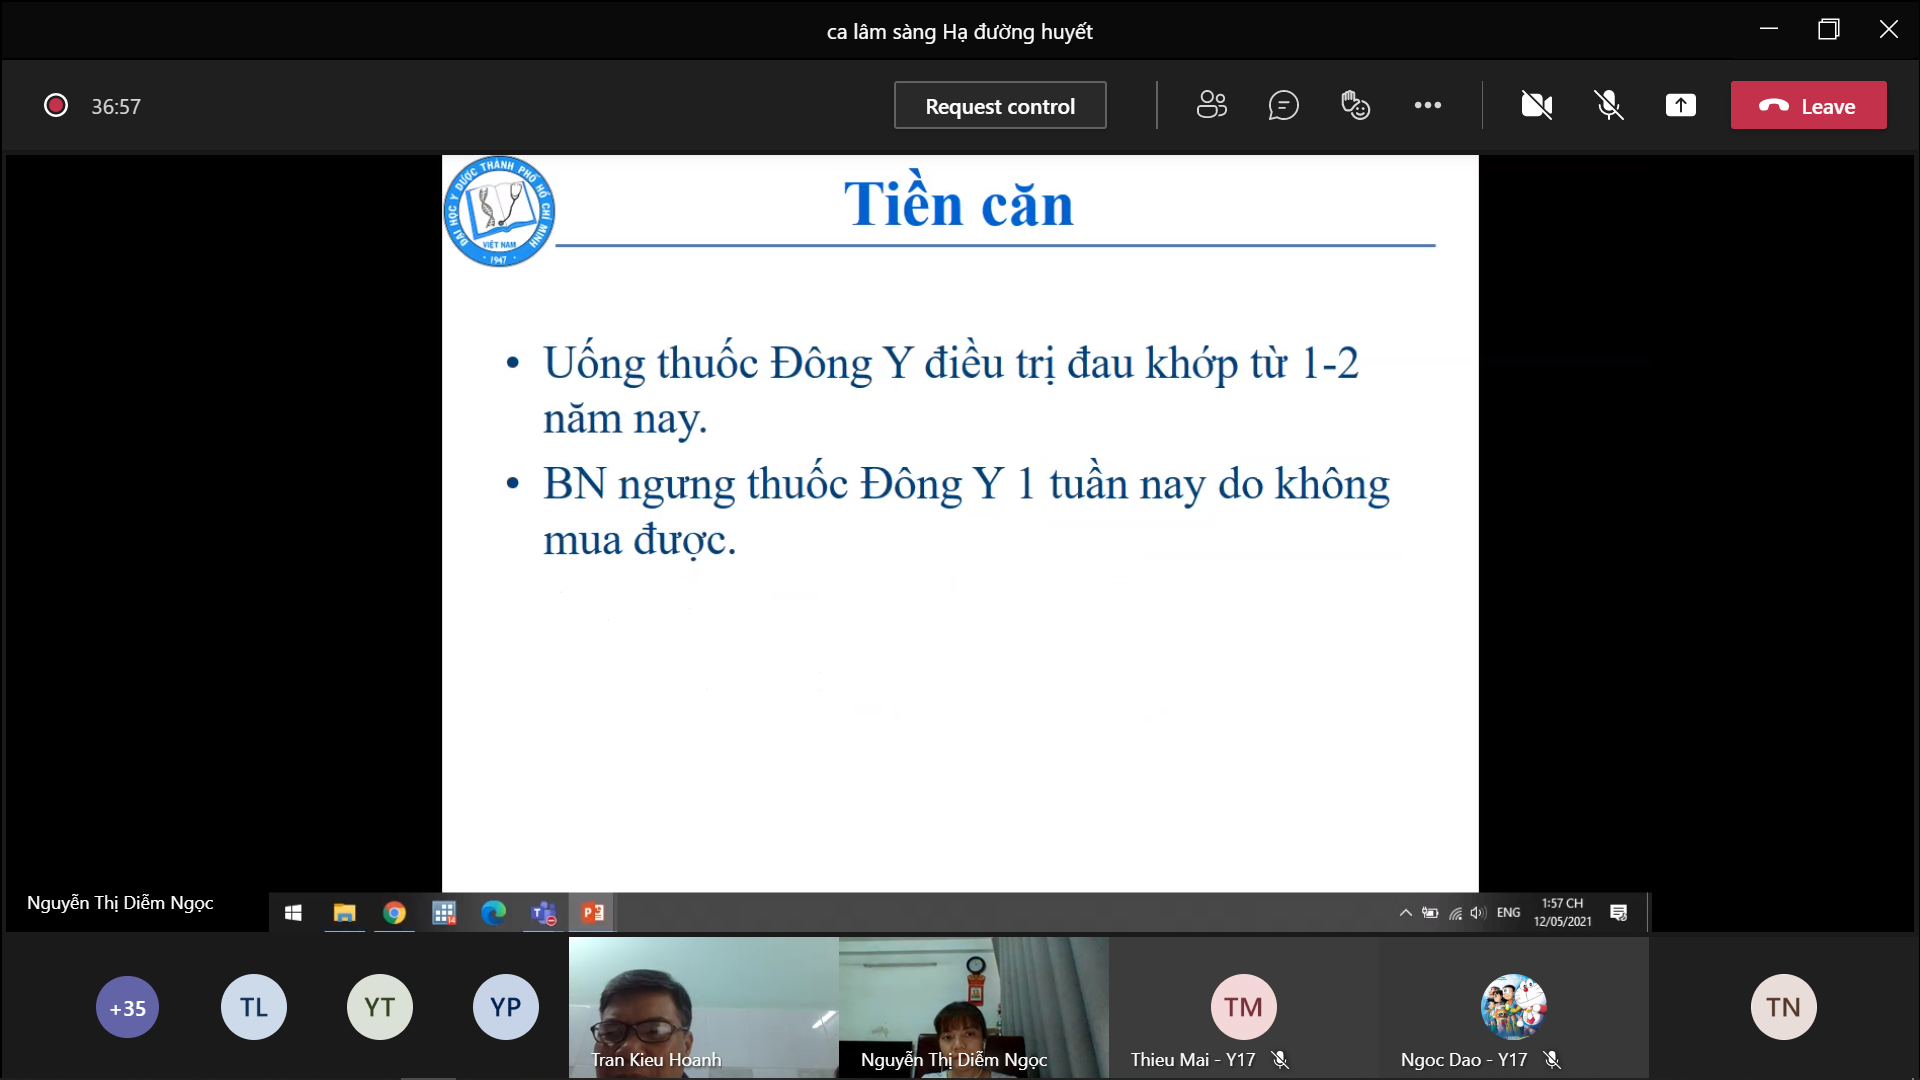 ca lâm sàng Hạ đường huyết
36:57
Request control
Leave
ĐẠI HỌC Y DƯỢC THÀNH PHỐ HỒ CHÍ MINH
VIỆT NAM
1947
Tiền căn
• Uống thuốc Đông Y điều trị đau khớp từ 1-2
năm nay.
• BN ngưng thuốc Đông Y 1 tuần nay do không
mua được.
Nguyễn Thị Diễm Ngọc
14
ENG
1:57 CH
12/05/2021
+35
TL
YT
YP
Tran Kieu Hoanh
Nguyễn Thị Diễm Ngọc
TM
Thieu Mai - Y17
Ngoc Dao - Y17
TN